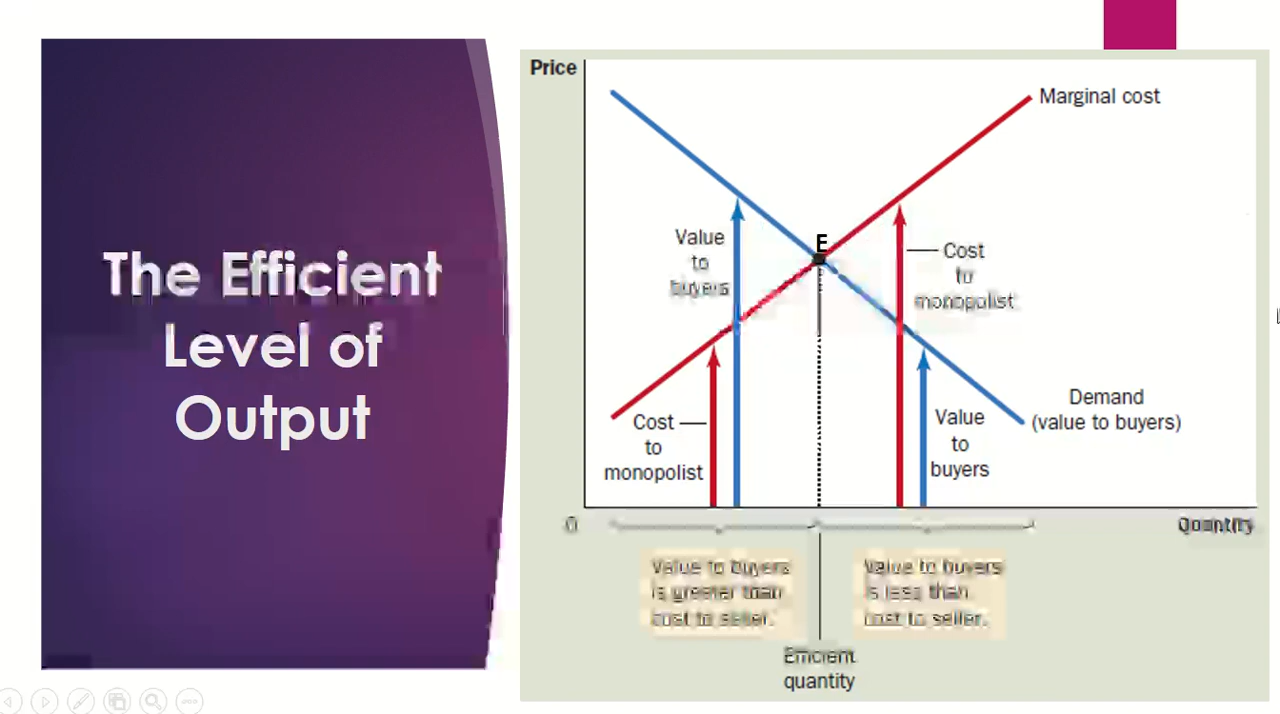 The Efficient
Level of
Output
Price
Marginal cost
E
Value
to
buyers
Cost
to
monopolist
Demand
(value to buyers)
Cost
to
monopolist
Value
to
buyers
0
Quantity
Value to buyers
is greater than
cost to seller.
Value to buyers
is less than
cost to seller.
Efficient
quantity